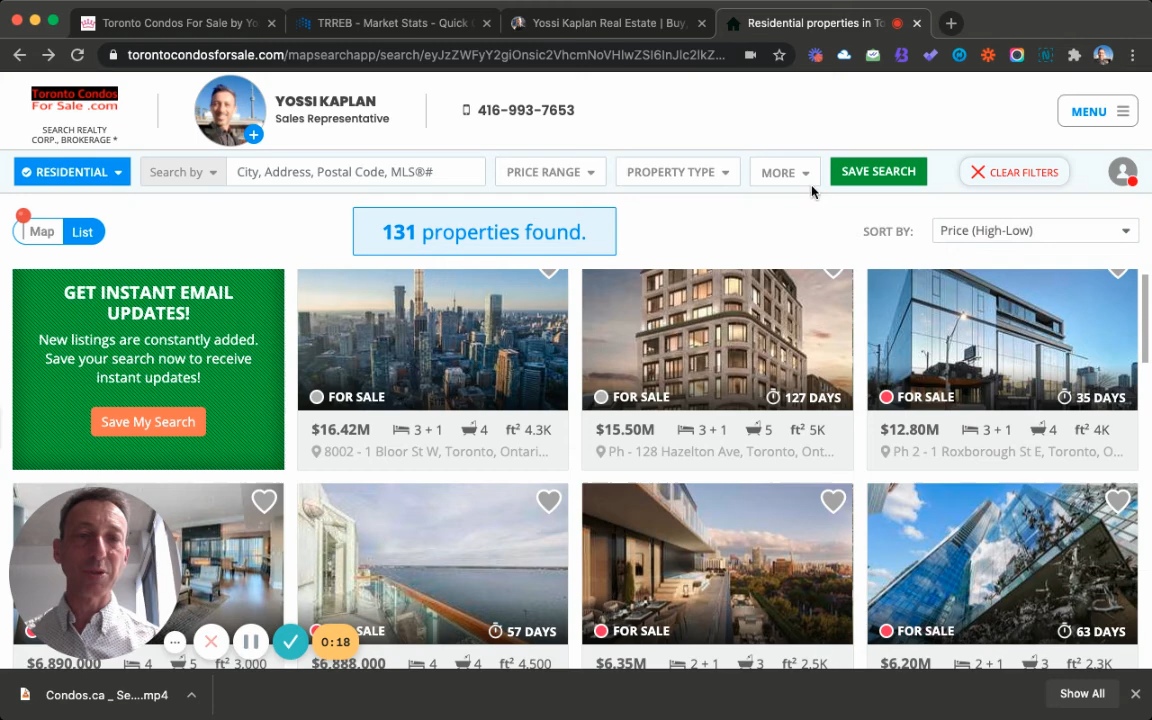 Toronto Condos For Sale by Yo
TRREB - Market Stats - Quick
Yossi Kaplan Real Estate | Buy,
Residential properties in To
torontocondosforsale.com/mapsearchapp/search/
Toronto Condos
For Sale .com
SEARCH REALTY
CORP., BROKERAGE *
YOSSI KAPLAN
Sales Representative
416-993-7653
MENU
RESIDENTIAL
Search by
City, Address, Postal Code, MLS®#
PRICE RANGE
PROPERTY TYPE
MORE
SAVE SEARCH
CLEAR FILTERS
Map
List
131 properties found.
SORT BY:
Price (High-Low)
GET INSTANT EMAIL
UPDATES!
New listings are constantly added.
Save your search now to receive
instant updates!
Save My Search
FOR SALE
$16.42M 3 + 1 4 ft² 4.3K
8002 - 1 Bloor St W, Toronto, Ontari...
FOR SALE 127 DAYS
$15.50M 3 + 1 5 ft² 5K
Ph - 128 Hazelton Ave, Toronto, Ont...
FOR SALE 35 DAYS
$12.80M 3 + 1 4 ft² 4K
Ph 2 - 1 Roxborough St E, Toronto, O...
$6,890,000 4 5 ft² 3,000
SALE 57 DAYS
$6,888,000 4 4 ft² 4,500
FOR SALE
$6.35M 2 + 1 3 ft² 2.5K
FOR SALE 63 DAYS
$6.20M 2 + 1 3 ft² 2.3K
0:18
Condos.ca _ Se....mp4
Show All